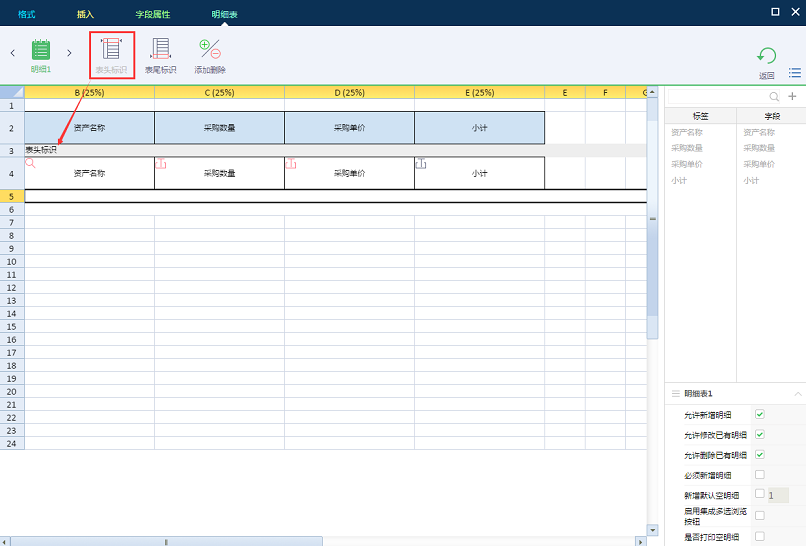 格式 插入 字段属性 明细表
明细1 表头标识 表尾标识 添加删除 返回
B (25%) C (25%) D (25%) E (25%) E F G
1
2 资产名称 采购数量 采购单价 小计
3 表头标识
4 资产名称 采购数量 采购单价 小计
5
6
7
8
9
10
11
12
13
14
15
16
17
18
19
20
21
22
23
24
标签 字段
资产名称 资产名称
采购数量 采购数量
采购单价 采购单价
小计 小计
明细表1
允许新增明细
允许修改已有明细
允许删除已有明细
必须新增明细
新增默认空明细 1
启用集成多选浏览
按钮
是否打印空明细